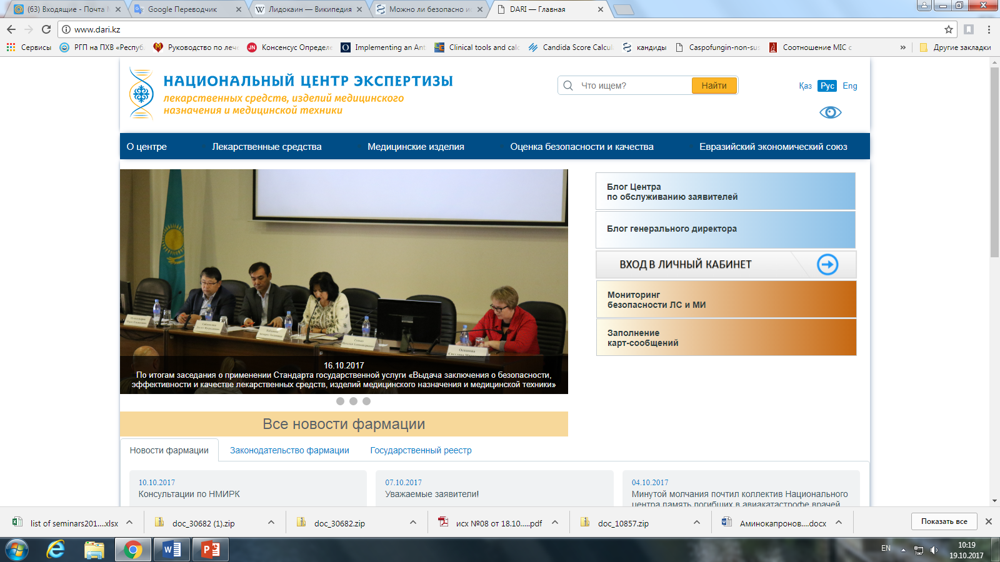 (63) Входящие - Почта
Google Переводчик
Лидокаин — Википедия
Можно ли безопасно и
DARI — Главная
www.dari.kz
Сервисы
РГП на ПХВ «Респуб
Руководство по лече
Консенсус Определе
Implementing an Ant
Clinical tools and calc
Candida Score Calcul
кандиды
Caspofungin-non-sus
Соотношение MIC с
»
Другие закладки
НАЦИОНАЛЬНЫЙ ЦЕНТР ЭКСПЕРТИЗЫ
лекарственных средств, изделий медицинского
назначения и медицинской техники
Что ищем?
Найти
Қаз Рус Eng
О центре
Лекарственные средства
Медицинские изделия
Оценка безопасности и качества
Евразийский экономический союз
Блог Центра
по обслуживанию заявителей
Блог генерального директора
ВХОД В ЛИЧНЫЙ КАБИНЕТ
Мониторинг
безопасности ЛС и МИ
Заполнение
карт-сообщений
16.10.2017
По итогам заседания о применении Стандарта государственной услуги «Выдача заключения о безопасности,
эффективности и качестве лекарственных средств, изделий медицинского назначения и медицинской техники»
Все новости фармации
Новости фармации
Законодательство фармации
Государственный реестр
10.10.2017
Консультации по НМИРК
07.10.2017
Уважаемые заявители!
04.10.2017
Минутой молчания почтил коллектив Национального
центра память погибших в авиакатастрофе врачей
list of seminars201....xlsx
doc_30682 (1).zip
doc_30682.zip
исх №08 от 18.10.....pdf
doc_10857.zip
Аминокапронов....docx
Показать все
EN
10:19
19.10.2017